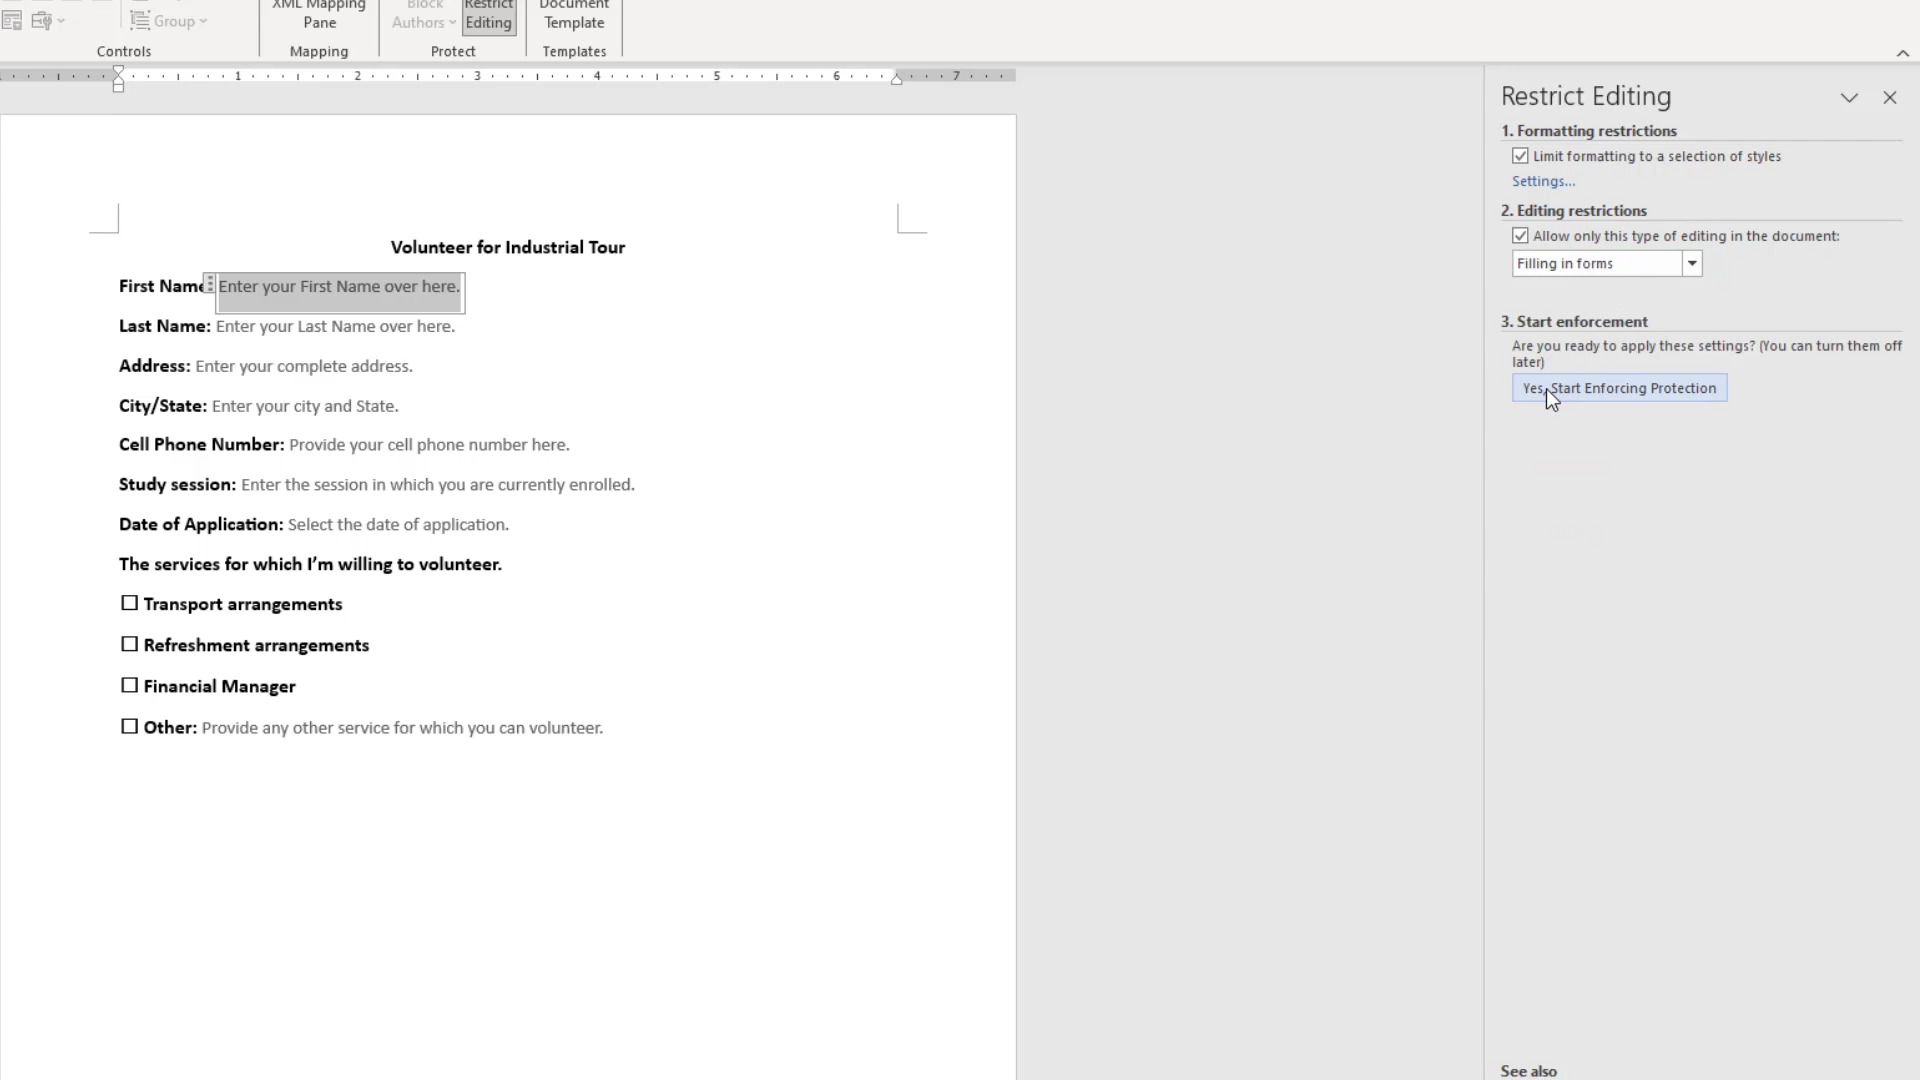 XML Mapping
Pane
Mapping
Group
Controls
Block
Authors
Restrict
Editing
Protect
Document
Template
Templates
1 2 3 4 5 6 7
Volunteer for Industrial Tour
First Name Enter your First Name over here.
Last Name: Enter your Last Name over here.
Address: Enter your complete address.
City/State: Enter your city and State.
Cell Phone Number: Provide your cell phone number here.
Study session: Enter the session in which you are currently enrolled.
Date of Application: Select the date of application.
The services for which I’m willing to volunteer.
☐ Transport arrangements
☐ Refreshment arrangements
☐ Financial Manager
☐ Other: Provide any other service for which you can volunteer.
Restrict Editing
1. Formatting restrictions
Limit formatting to a selection of styles
Settings...
2. Editing restrictions
Allow only this type of editing in the document:
Filling in forms
3. Start enforcement
Are you ready to apply these settings? (You can turn them off
later)
Yes, Start Enforcing Protection
See also